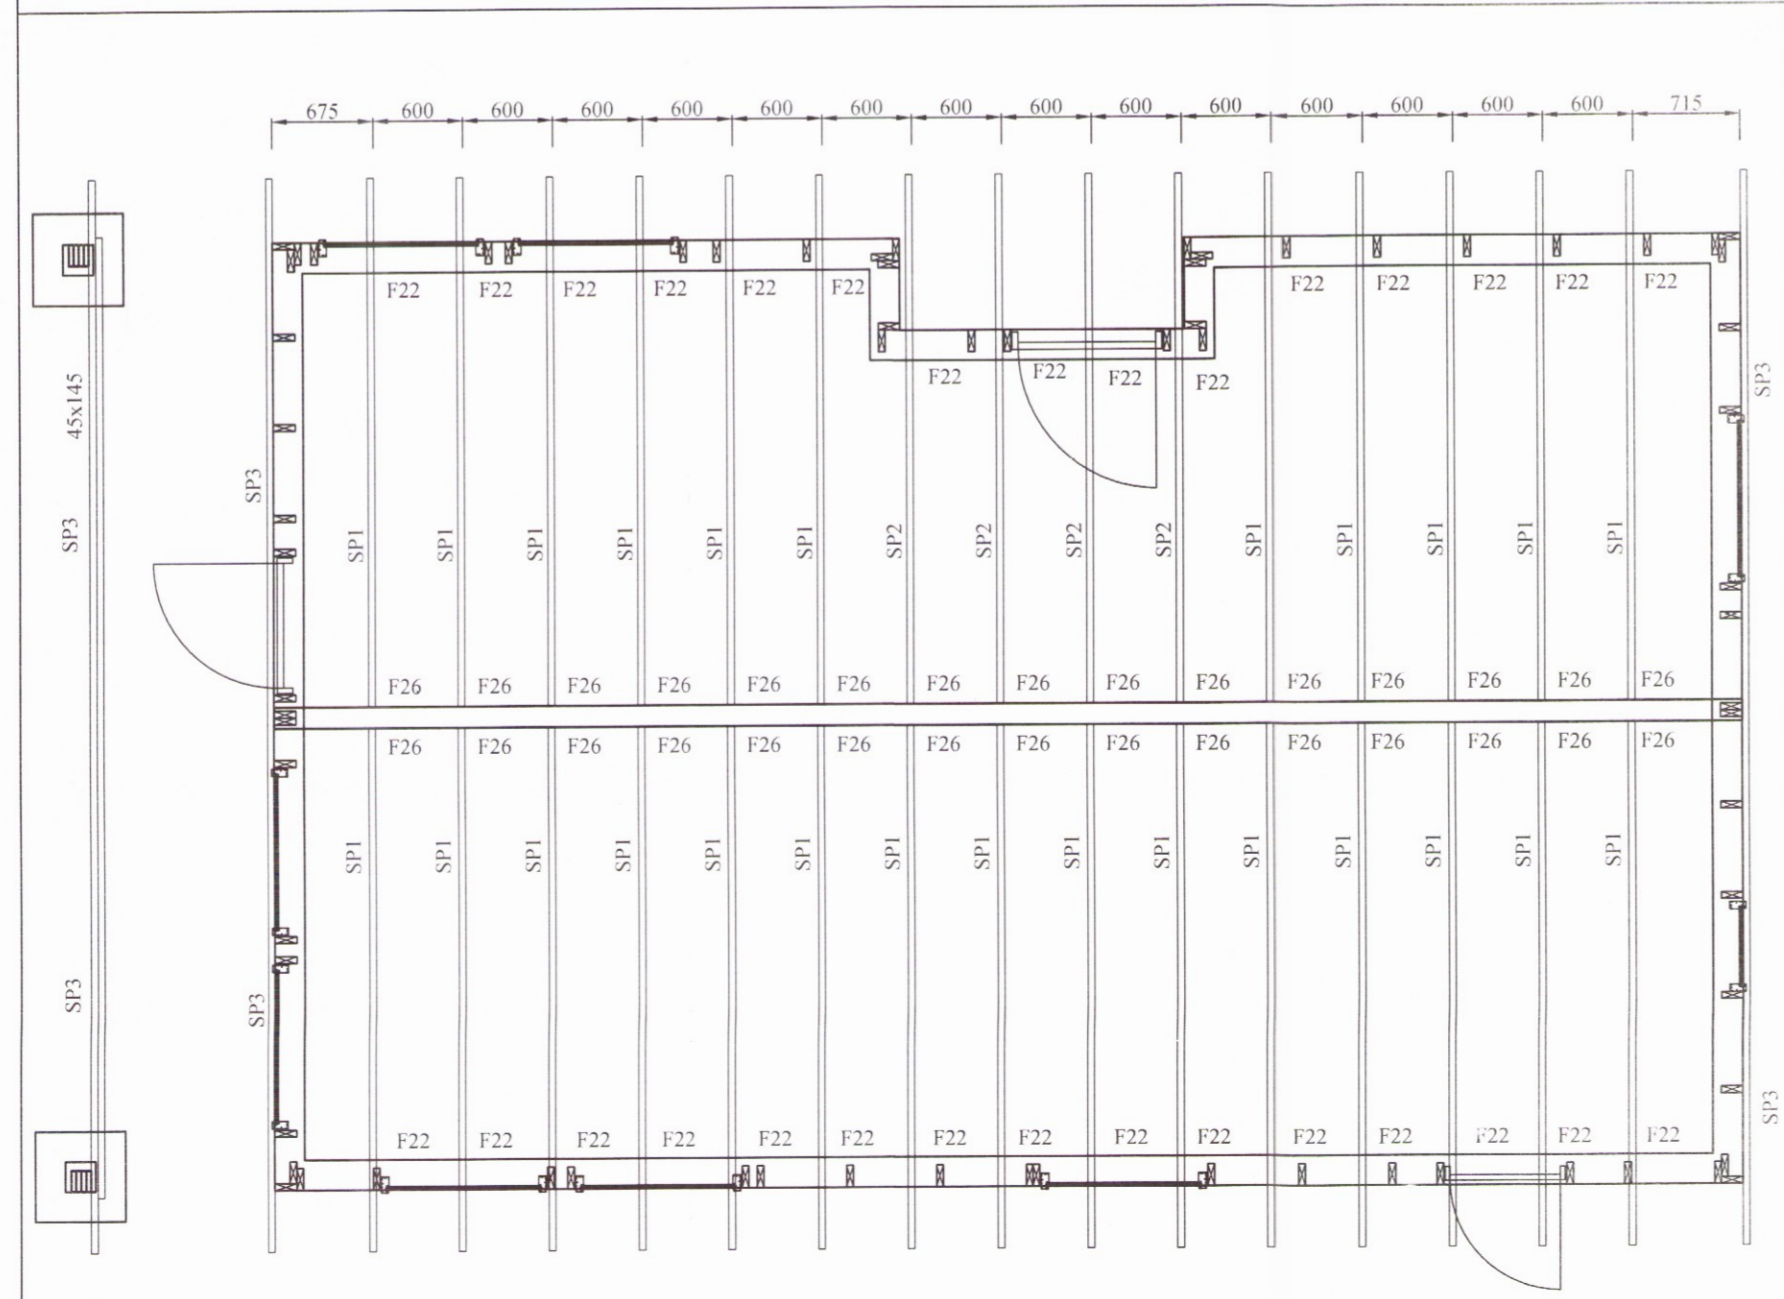 675 600 600 600 600 600 600 600 600 600 600 600 600 600 600 715
F22 F22 F22 F22 F22 F22 F22 F22 F22 F22 F22
F22 F22 F22 F22
45x145
SP3
SP3
SP3
SP3
SP1 SP1 SP1 SP1 SP1 SP1 SP2 SP2 SP2 SP2 SP1 SP1 SP1 SP1 SP1
F26 F26 F26 F26 F26 F26 F26 F26 F26 F26 F26 F26 F26 F26 F26
F26 F26 F26 F26 F26 F26 F26 F26 F26 F26 F26 F26 F26 F26 F26
SP1 SP1 SP1 SP1 SP1 SP1 SP1 SP1 SP1 SP1 SP1 SP1 SP1 SP1 SP1
SP3
SP3
F22 F22 F22 F22 F22 F22 F22 F22 F22 F22 F22 F22 F22 F22 F22